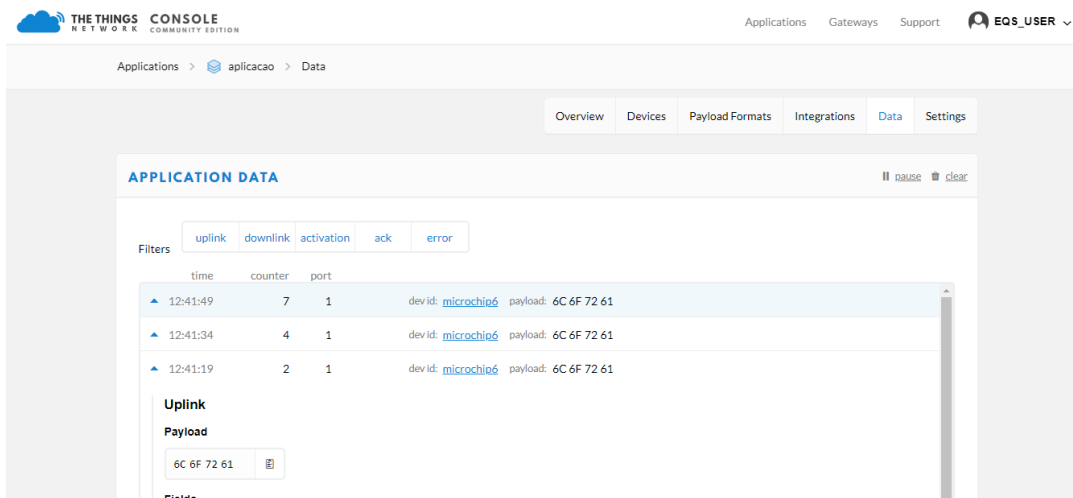 THE THINGS NETWORK CONSOLE COMMUNITY EDITION Applications Gateways Support EQS_USER
Applications > aplicacao > Data
Overview Devices Payload Formats Integrations Data Settings
APPLICATION DATA pause clear
Filters uplink downlink activation ack error
time counter port
12:41:49 7 1 dev id: microchip6 payload: 6C 6F 72 61
12:41:34 4 1 dev id: microchip6 payload: 6C 6F 72 61
12:41:19 2 1 dev id: microchip6 payload: 6C 6F 72 61
Uplink
Payload
6C 6F 72 61
Fields